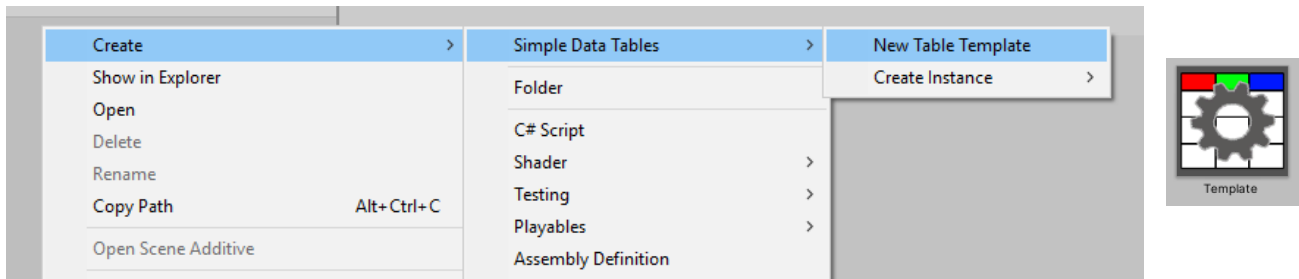 Create
Show in Explorer
Open
Delete
Rename
Copy Path Alt+Ctrl+C
Open Scene Additive
Simple Data Tables
Folder
C# Script
Shader
Testing
Playables
Assembly Definition
New Table Template
Create Instance
Template